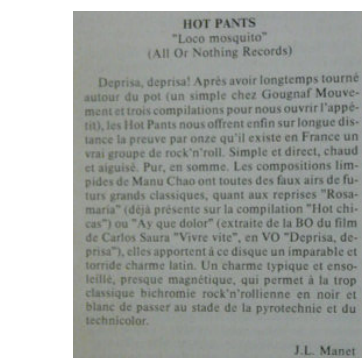 HOT PANTS
"Loco mosquito"
(All Or Nothing Records)
Deprisa, deprisa! Après avoir longtemps tourné
autour du pot (un simple chez Gougnaf Mouve-
ment et trois compilations pour nous ouvrir l'appé-
tit), les Hot Pants nous offrent enfin sur longue dis-
tance la preuve par onze qu'il existe en France un
vrai groupe de rock'n'roll. Simple et direct, chaud
et aiguisé. Pur, en somme. Les compositions lim-
pides de Manu Chao ont toutes des faux airs de fu-
turs grands classiques, quant aux reprises "Rosa-
maria" (déjà présente sur la compilation "Hot chi-
cas") ou "Ay que dolor" (extraite de la BO du film
de Carlos Saura "Vivre vite", en VO "Deprisa, de-
prisa"), elles apportent à ce disque un imparable et
torride charme latin. Un charme typique et enso-
leillé, presque magnétique, qui permet à la trop
classique bichromie rock'n'rollienne en noir et
blanc de passer au stade de la pyrotechnie et du
technicolor.
J.L. Manet